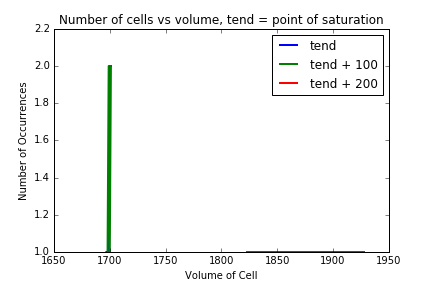 Number of cells vs volume, tend = point of saturation
2.2
2.0
1.8
1.6
1.4
1.2
1.0
Number of Occurrences
tend
tend + 100
tend + 200
1650 1700 1750 1800 1850 1900 1950
Volume of Cell